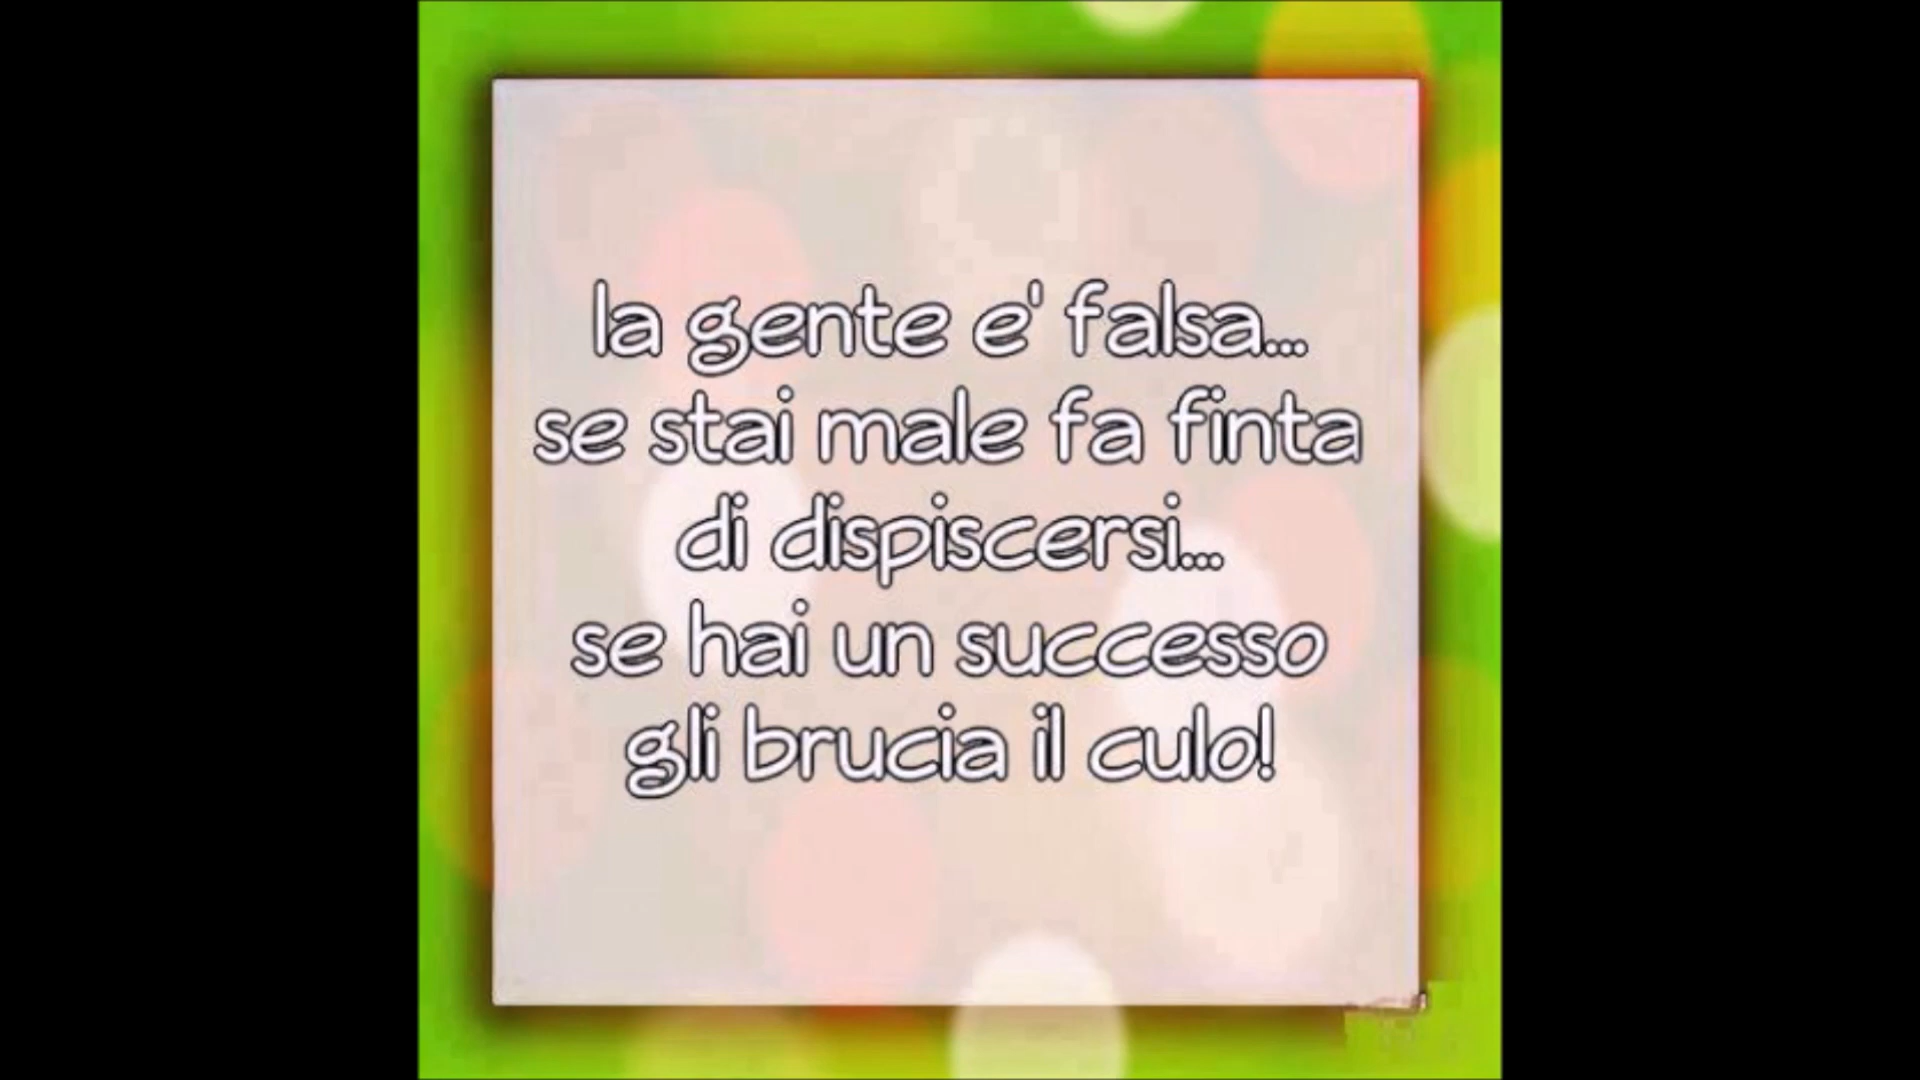 la gente e' falsa...
se stai male fa finta
di dispiscersi...
se hai un successo
gli brucia il culo!